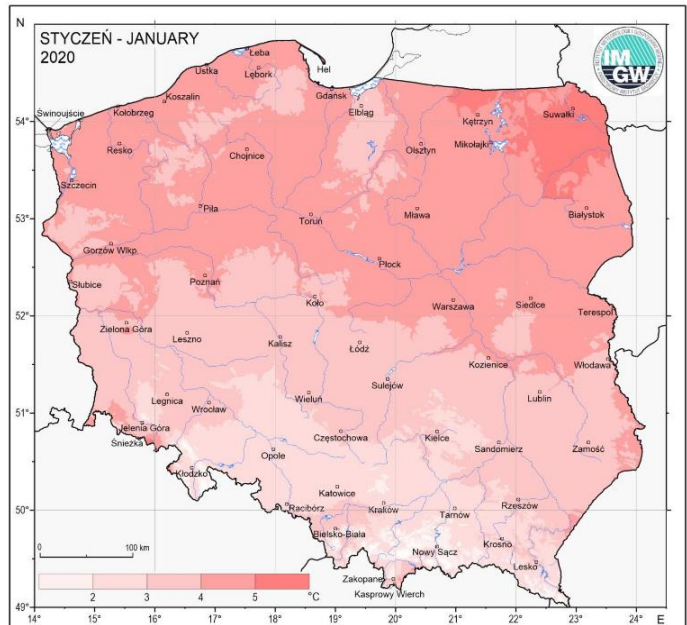 STYCZEŃ - JANUARY
2020
IMGW
N
Łeba
Ustka
Lębork
Hel
Koszalin
Gdańsk
Świnoujście
Kołobrzeg
Elbląg
Kętrzyn
Suwałki
54°
Resko
Chojnice
Olsztyn
Mikołajki
Szczecin
Piła
Toruń
Mława
Białystok
53°
Gorzów Wlkp.
Płock
Słubice
Poznań
Koło
Warszawa
Siedlce
Terespol
52°
Zielona Góra
Leszno
Kalisz
Łódź
Kozienice
Włodawa
Sulejów
Legnica
Wrocław
Wieluń
Lublin
51°
Jelenia Góra
Śnieżka
Częstochowa
Kielce
Sandomierz
Zamość
Kłodzko
Opole
Katowice
Kraków
Tarnów
Rzeszów
50°
Racibórz
Bielsko-Biała
Nowy Sącz
Krosno
Lesko
0 100 km
Zakopane
Kasprowy Wierch
2 3 4 5 °C
49°
14° 15° 16° 17° 18° 19° 20° 21° 22° 23° 24° E